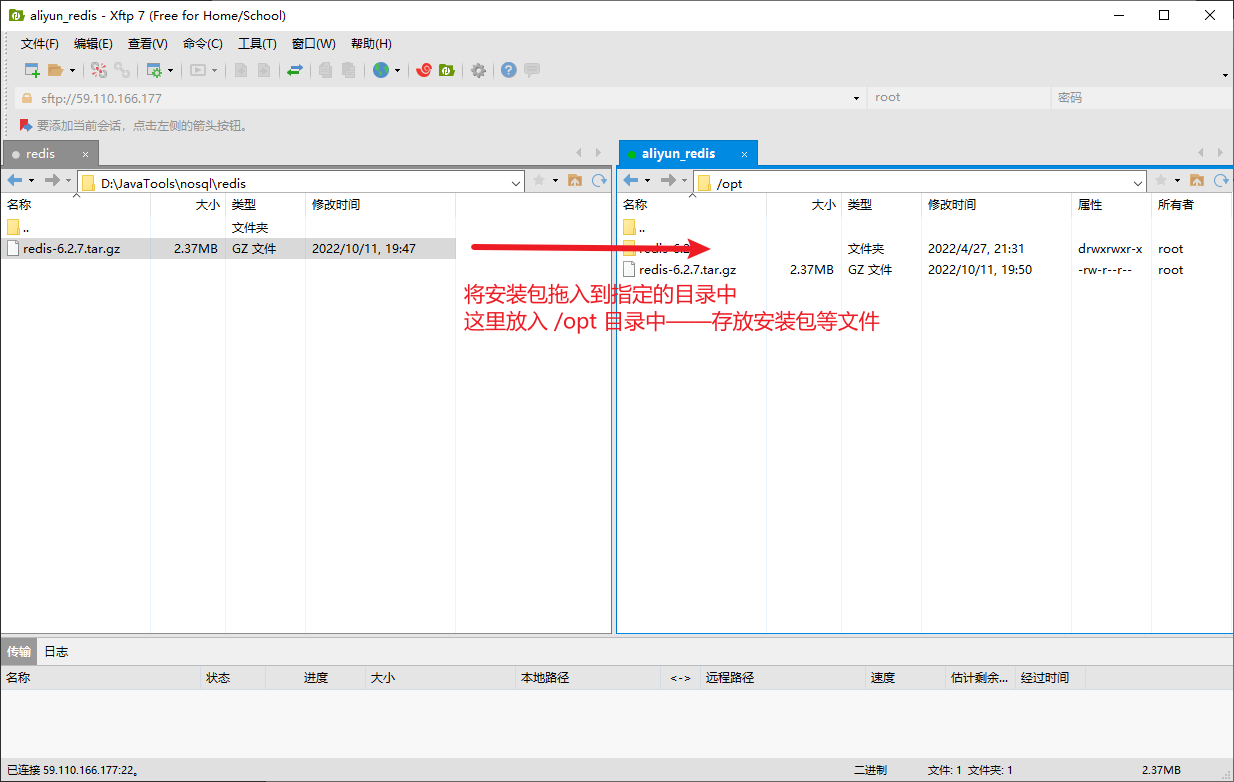 aliyun_redis - Xftp 7 (Free for Home/School)
文件(F) 编辑(E) 查看(V) 命令(C) 工具(T) 窗口(W) 帮助(H)
sftp://59.110.166.177 root 密码
要添加当前会话，点击左侧的箭头按钮。
redis × aliyun_redis ×
D:\JavaTools\nosql\redis /opt
名称 大小 类型 修改时间 名称 大小 类型 修改时间 属性 所有者
.. 文件夹 ..
redis-6.2.7.tar.gz 2.37MB GZ 文件 2022/10/11, 19:47 redis-6.2 文件夹 2022/4/27, 21:31 drwxrwxr-x root
redis-6.2.7.tar.gz 2.37MB GZ 文件 2022/10/11, 19:50 -rw-r--r-- root
将安装包拖入到指定的目录中
这里放入 /opt 目录中——存放安装包等文件
传输 日志
名称 状态 进度 大小 本地路径 <-> 远程路径 速度 估计剩余... 经过时间
已连接 59.110.166.177:22。 二进制 文件: 1 文件夹: 1 2.37MB